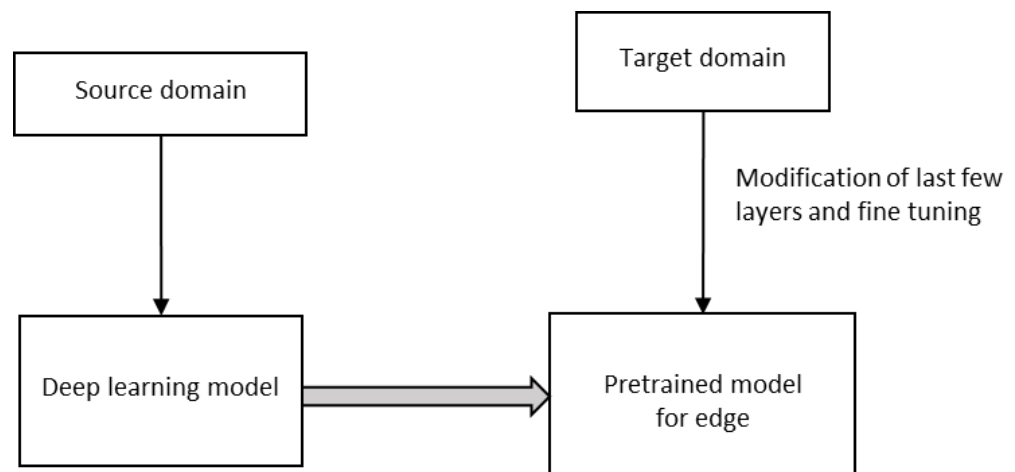 Source domain
Target domain
Modification of last few
layers and fine tuning
Deep learning model
Pretrained model
for edge